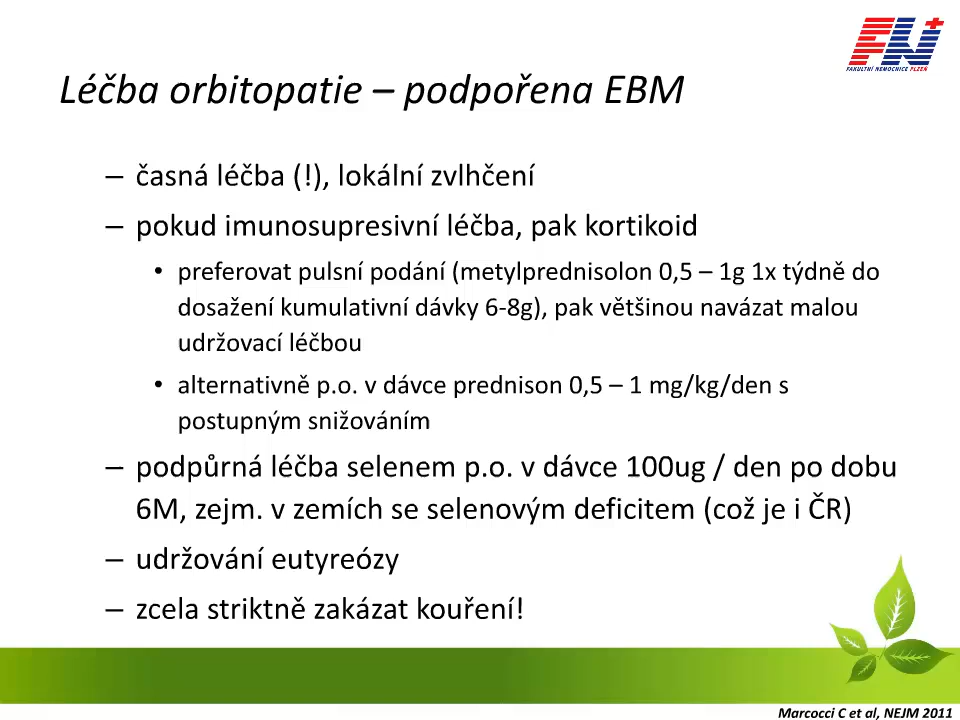 FN
FAKULTNÍ NEMOCNICE PLZEŇ
Léčba orbitopatie – podpořena EBM
– časná léčba (!), lokální zvlhčení
– pokud imunosupresivní léčba, pak kortikoid
• preferovat pulsní podání (metylprednisolon 0,5 – 1g 1x týdně do
dosažení kumulativní dávky 6-8g), pak většinou navázat malou
udržovací léčbou
• alternativně p.o. v dávce prednison 0,5 – 1 mg/kg/den s
postupným snižováním
– podpůrná léčba selenem p.o. v dávce 100ug / den po dobu
6M, zejm. v zemích se selenovým deficitem (což je i ČR)
– udržování eutyreózy
– zcela striktně zakázat kouření!
Marcocci C et al, NEJM 2011